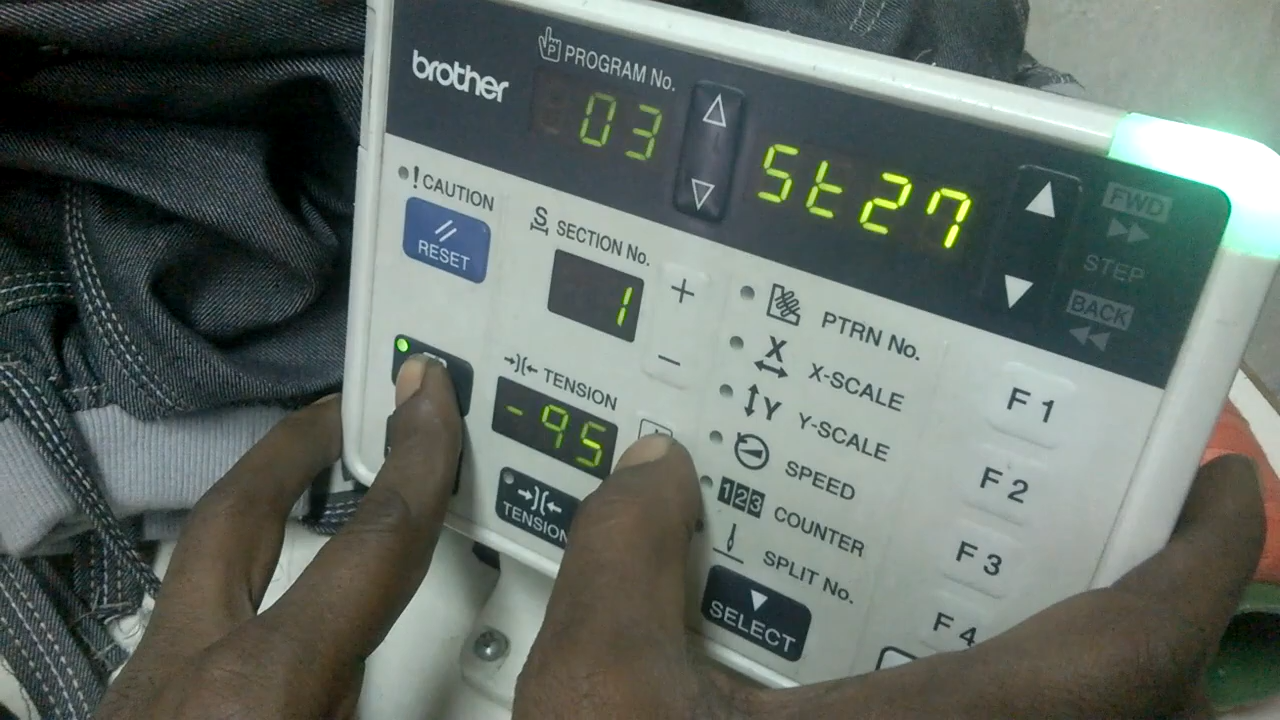 brother
PROGRAM No.
03
St27
FWD
STEP
BACK
! CAUTION
RESET
SECTION No.
1
+
−
TENSION
-95
TENSION
PTRN No.
X
X-SCALE
Y
Y-SCALE
SPEED
123
COUNTER
SPLIT No.
SELECT
F1
F2
F3
F4